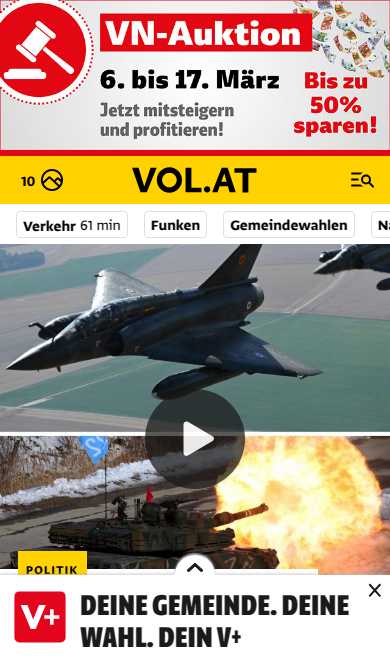 VN-Auktion
6. bis 17. März
Jetzt mitsteigern
und profitieren!
Bis zu
50%
sparen!
10
VOL.AT
Verkehr 61 min
Funken
Gemeindewahlen
POLITIK
V+
DEINE GEMEINDE. DEINE
WAHL. DEIN V+